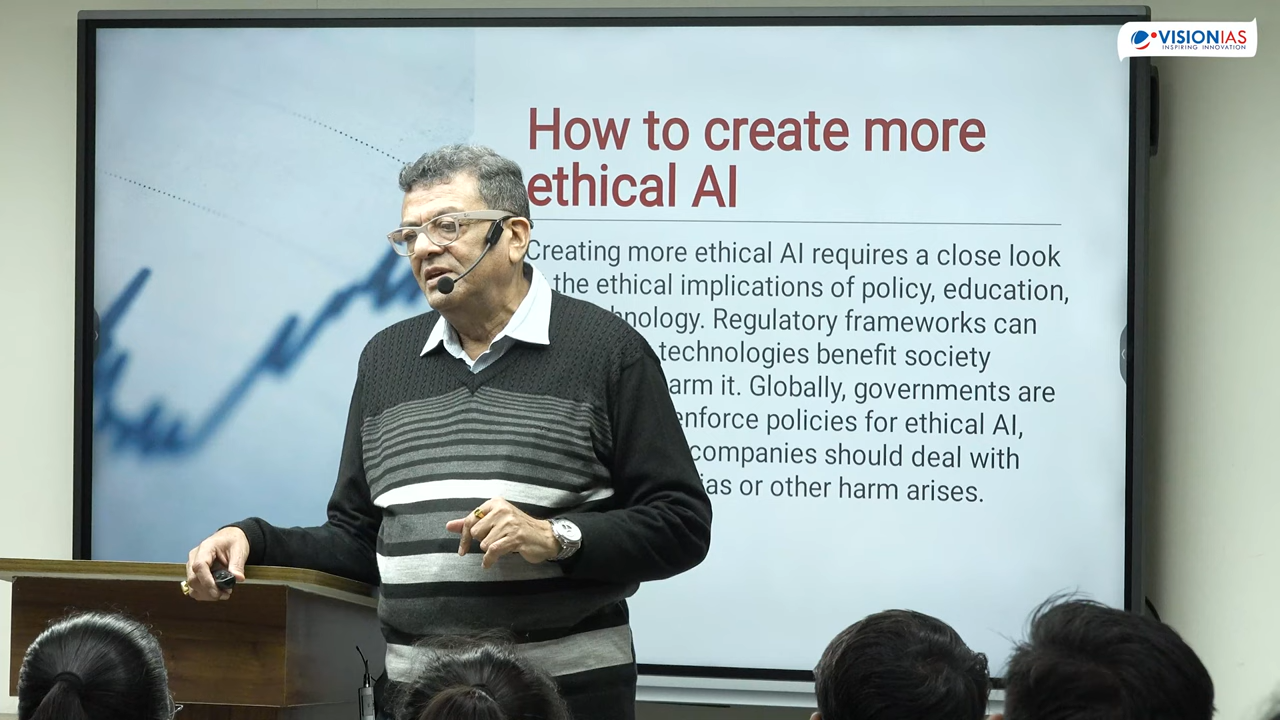 VISIONIAS
INSPIRING INNOVATION
How to create more
ethical AI
Creating more ethical AI requires a close look
the ethical implications of policy, education,
Regulatory frameworks can
technologies benefit society
it. Globally, governments are
enforce policies for ethical AI,
companies should deal with
or other harm arises.